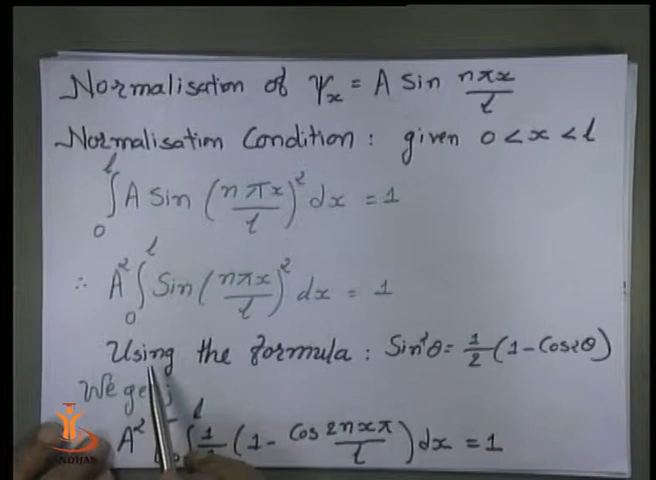 Normalisation of ψₓ = A Sin nπx/l
Normalisation Condition : given 0 < x < l
∫₀ˡ A Sin (nπx/l)² dx = 1
∴ A² ∫₀ˡ Sin (nπx/l)² dx = 1
Using the formula : Sin²θ = 1/2 (1 - Cos2θ)
We get
A² ∫₀ˡ (1 - Cos 2nxπ/l) dx = 1